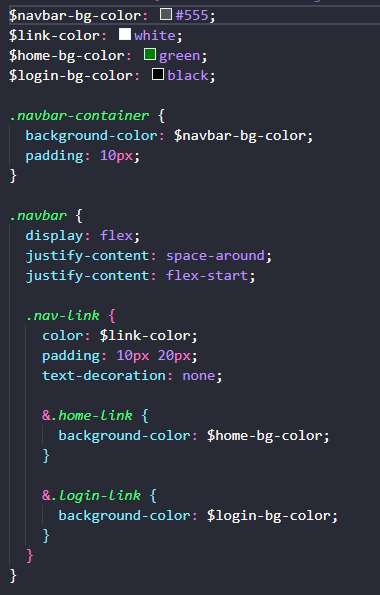 $navbar-bg-color: #555;
$link-color: white;
$home-bg-color: green;
$login-bg-color: black;

.navbar-container {
  background-color: $navbar-bg-color;
  padding: 10px;
}

.navbar {
  display: flex;
  justify-content: space-around;
  justify-content: flex-start;

  .nav-link {
    color: $link-color;
    padding: 10px 20px;
    text-decoration: none;

    &.home-link {
      background-color: $home-bg-color;
    }

    &.login-link {
      background-color: $login-bg-color;
    }
  }
}